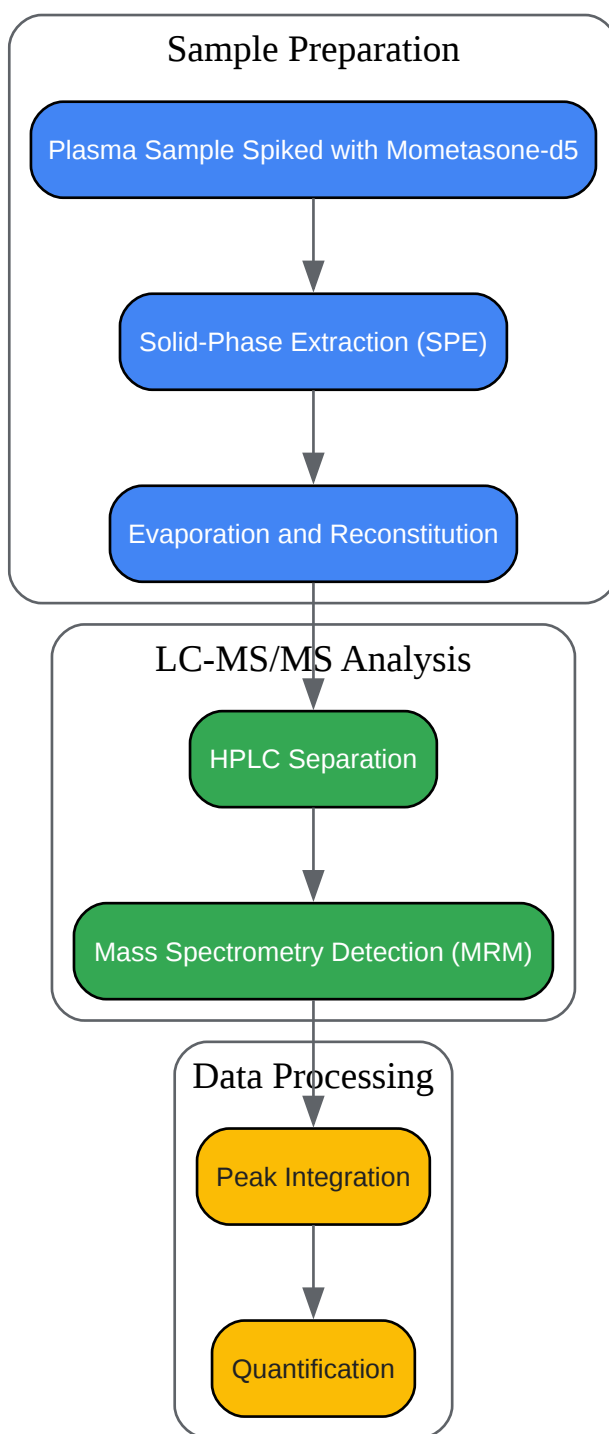 Sample Preparation
Plasma Sample Spiked with Mometasone-d5
Solid-Phase Extraction (SPE)
Evaporation and Reconstitution
LC-MS/MS Analysis
HPLC Separation
Mass Spectrometry Detection (MRM)
Data Processing
Peak Integration
Quantification